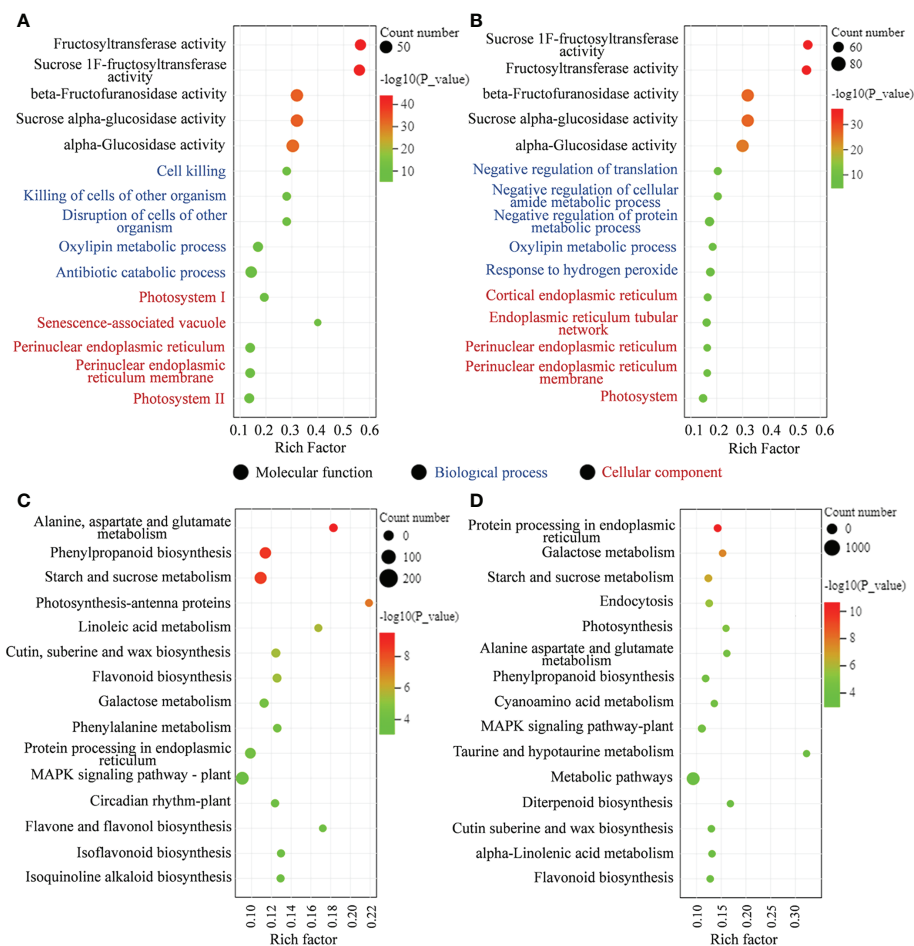 A
Fructosyltransferase activity
Sucrose 1F-fructosyltransferase
activity
beta-Fructofuranosidase activity
Sucrose alpha-glucosidase activity
alpha-Glucosidase activity
Cell killing
Killing of cells of other organism
Disruption of cells of other
organism
Oxylipin metabolic process
Antibiotic catabolic process
Photosystem I
Senescence-associated vacuole
Perinuclear endoplasmic reticulum
Perinuclear endoplasmic
reticulum membrane
Photosystem II
0.1 0.2 0.3 0.4 0.5 0.6
Rich Factor
Count number
50
-log10(P_value)
40
30
20
10
B
Sucrose 1F-fructosyltransferase
activity
Fructosyltransferase activity
beta-Fructofuranosidase activity
Sucrose alpha-glucosidase activity
alpha-Glucosidase activity
Negative regulation of translation
Negative regulation of cellular
amide metabolic process
Negative regulation of protein
metabolic process
Oxylipin metabolic process
Response to hydrogen peroxide
Cortical endoplasmic reticulum
Endoplasmic reticulum tubular
network
Perinuclear endoplasmic reticulum
Perinuclear endoplasmic reticulum
membrane
Photosystem
0.1 0.2 0.3 0.4 0.5 0.6
Rich Factor
Count number
60
80
-log10(P_value)
30
20
10
Molecular function
Biological process
Cellular component
C
Alanine, aspartate and glutamate
metabolism
Phenylpropanoid biosynthesis
Starch and sucrose metabolism
Photosynthesis-antenna proteins
Linoleic acid metabolism
Cutin, suberine and wax biosynthesis
Flavonoid biosynthesis
Galactose metabolism
Phenylalanine metabolism
Protein processing in endoplasmic
reticulum
MAPK signaling pathway - plant
Circadian rhythm-plant
Flavone and flavonol biosynthesis
Isoflavonoid biosynthesis
Isoquinoline alkaloid biosynthesis
0.10 0.12 0.14 0.16 0.18 0.20 0.22
Rich factor
Count number
0
100
200
-log10(P_value)
8
6
4
D
Protein processing in endoplasmic
reticulum
Galactose metabolism
Starch and sucrose metabolism
Endocytosis
Photosynthesis
Alanine aspartate and glutamate
metabolism
Phenylpropanoid biosynthesis
Cyanoamino acid metabolism
MAPK signaling pathway-plant
Taurine and hypotaurine metabolism
Metabolic pathways
Diterpenoid biosynthesis
Cutin suberine and wax biosynthesis
alpha-Linolenic acid metabolism
Flavonoid biosynthesis
0.10 0.15 0.20 0.25 0.30
Rich factor
Count number
0
1000
-log10(P_value)
10
8
6
4